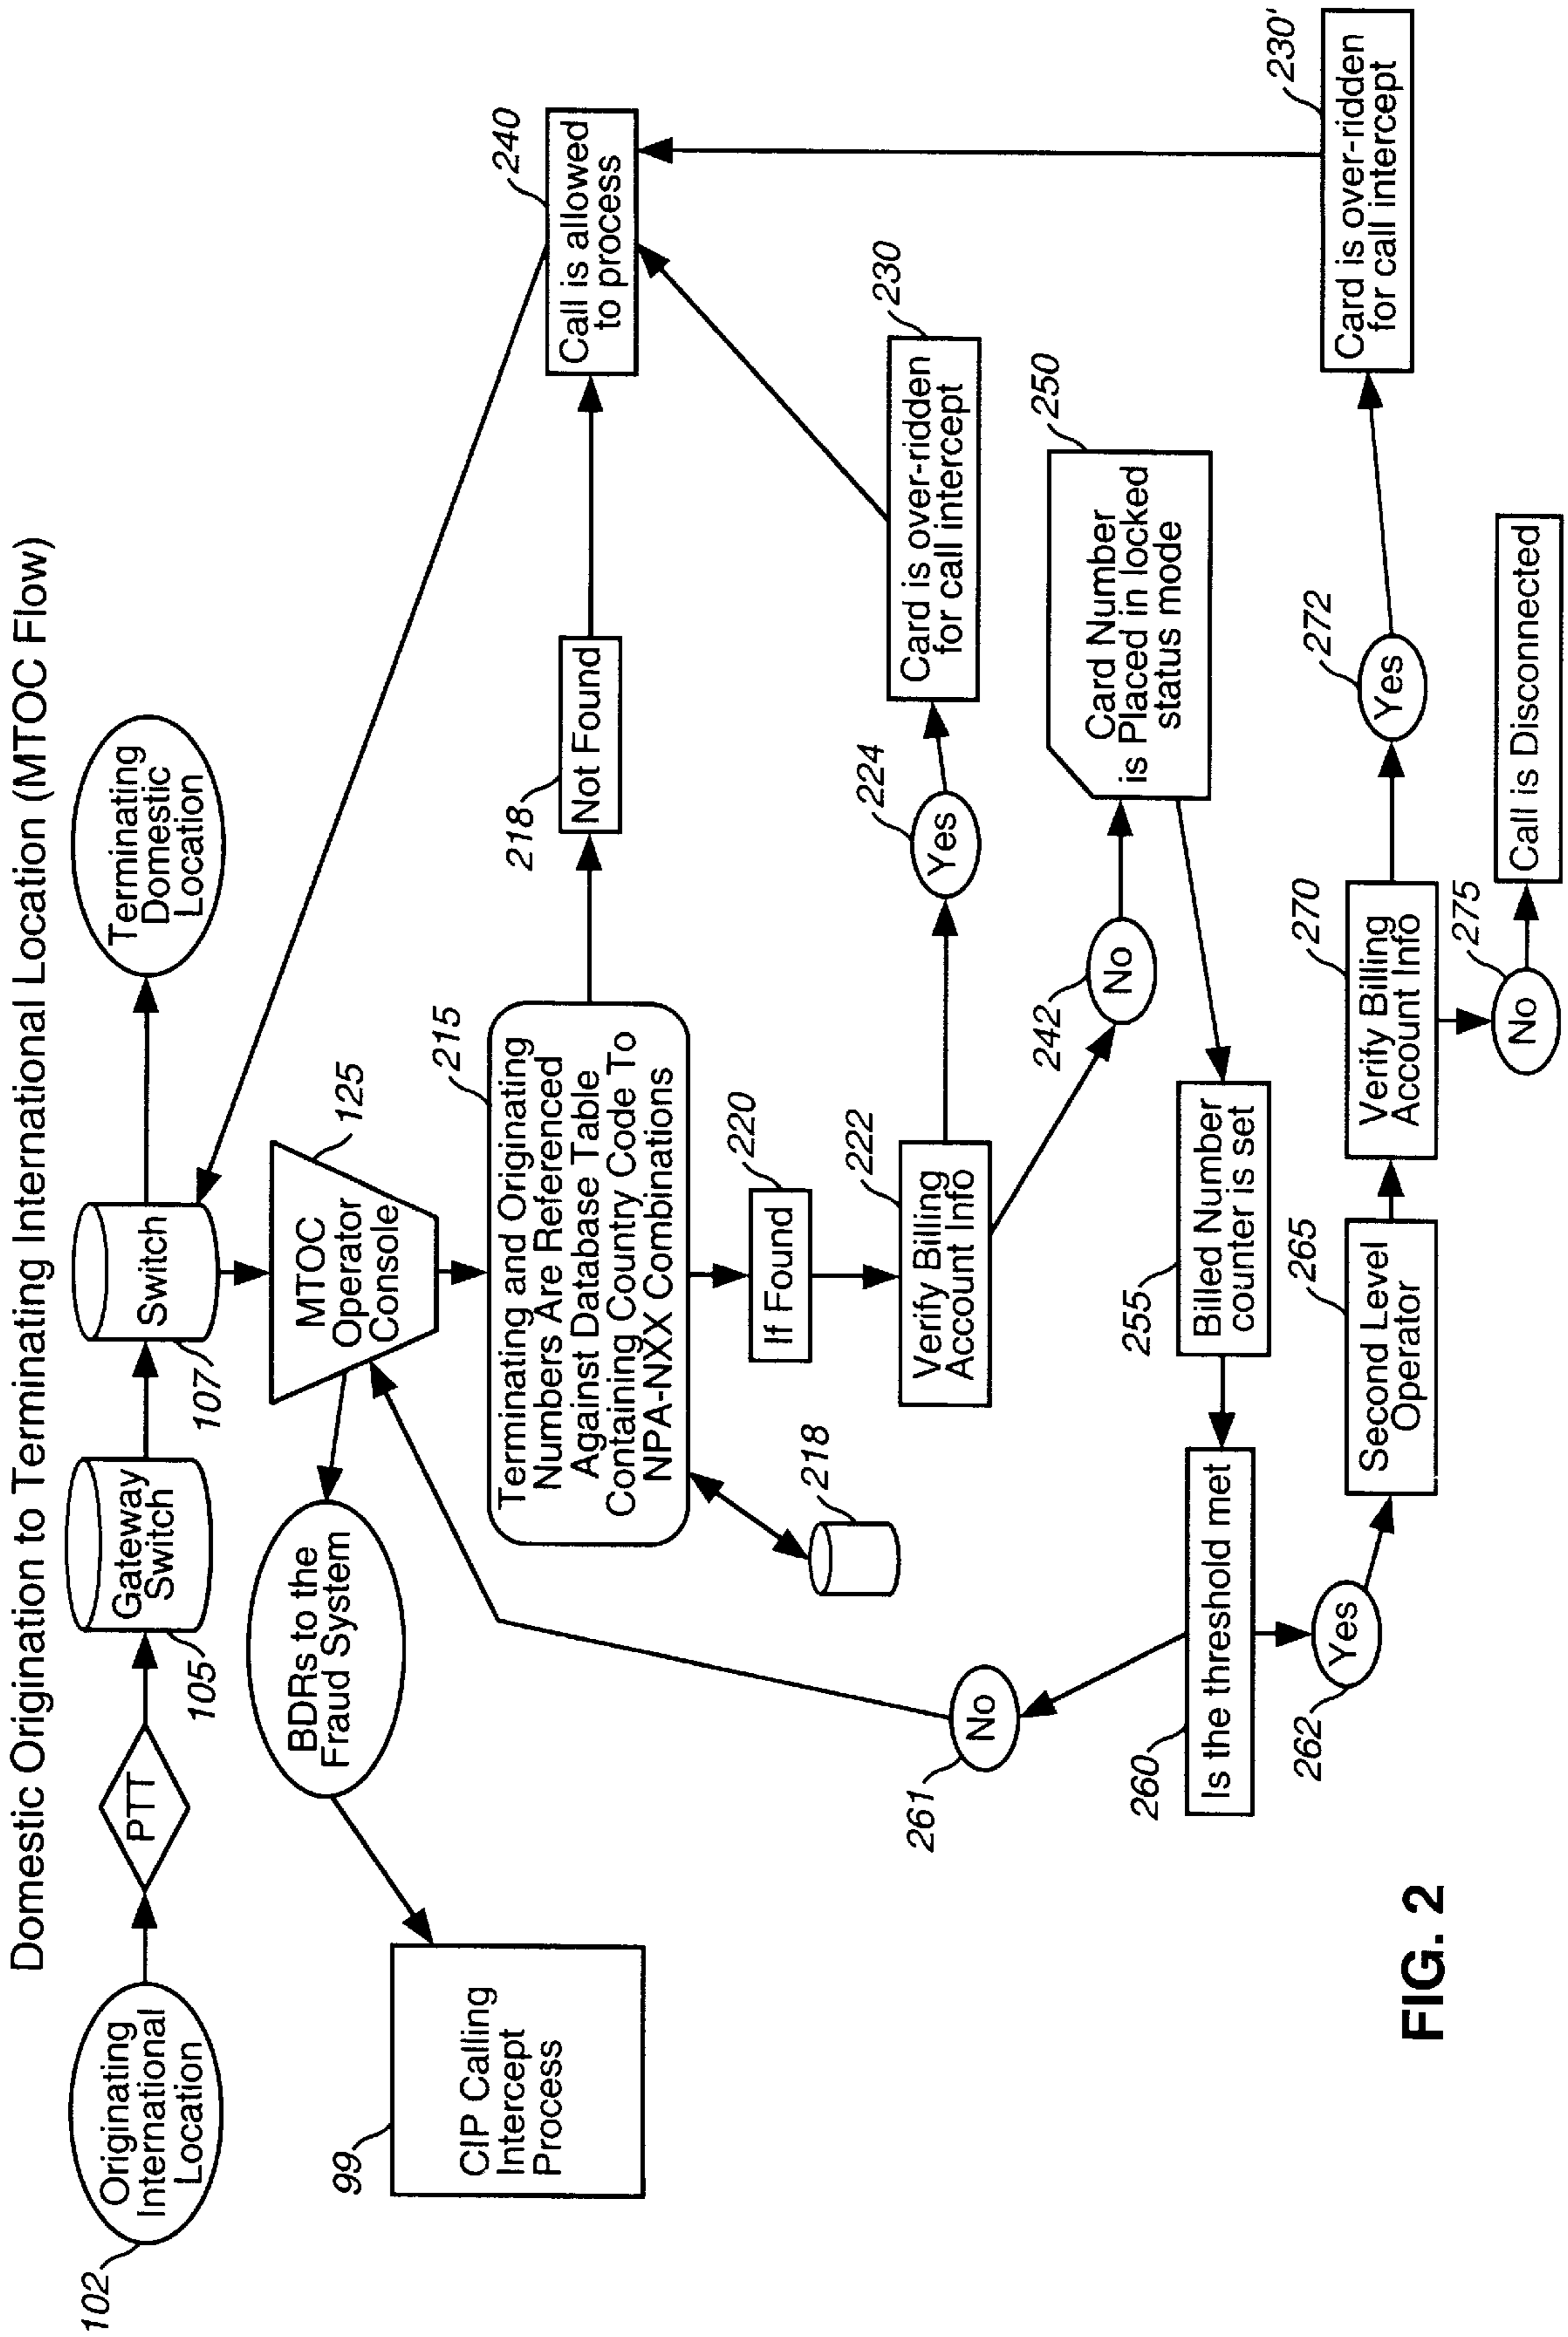 Domestic Origination to Terminating International Location (MTOC Flow)
102
Originating
International
Location
PTT
105
Gateway
Switch
107
Switch
Terminating
Domestic
Location
99
CIP Calling
Intercept
Process
BDRs to the
Fraud System
125
MTOC
Operator
Console
240
Call is allowed
to process
215
Terminating and Originating
Numbers Are Referenced
Against Database Table
Containing Country Code To
NPA-NXX Combinations
218
Not Found
218
220
If Found
222
Verify Billing
Account Info
224
Yes
230
Card is over-ridden
for call intercept
242
No
250
Card Number
is Placed in locked
status mode
255
Billed Number
counter is set
260
Is the threshold met
261
No
262
Yes
265
Second Level
Operator
270
Verify Billing
Account Info
272
Yes
230'
Card is over-ridden
for call intercept
275
No
Call is Disconnected
FIG. 2